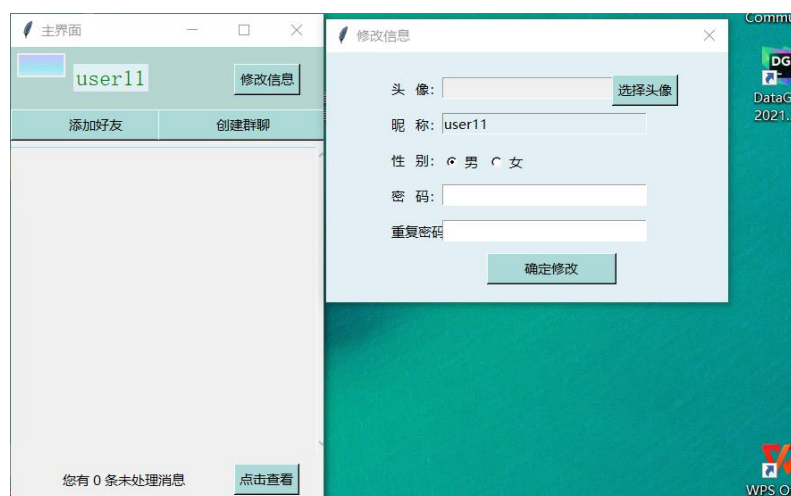 主界面
user11
修改信息
添加好友
创建群聊
您有 0 条未处理消息
点击查看
修改信息
头 像:
选择头像
昵 称:
user11
性 别:
男
女
密 码:
重复密码
确定修改
Commu
DG
DataG
2021.
WPS O